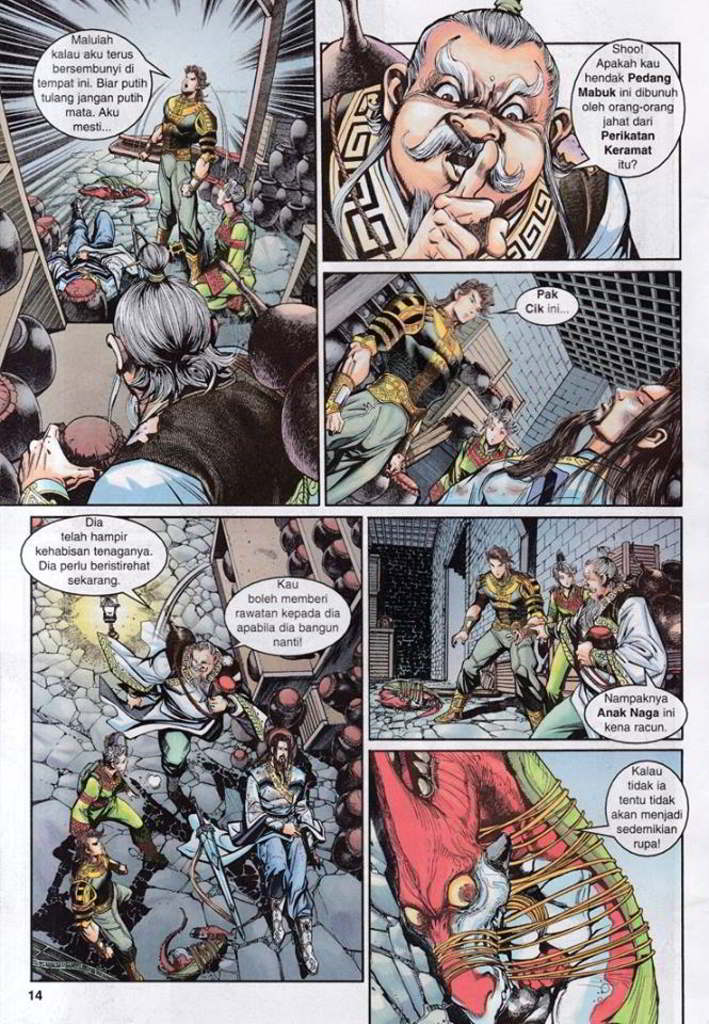 Malulah
kalau aku terus
bersembunyi di
tempat ini. Biar putih
tulang jangan putih
mata. Aku
mesti...
Shoo!
Apakah kau
hendak Pedang
Mabuk ini dibunuh
oleh orang-orang
jahat dari
Perikatan
Keramat
itu?
Pak
Cik ini...
Dia
telah hampir
kehabisan tenaganya.
Dia perlu beristirehat
sekarang.
Kau
boleh memberi
rawatan kepada dia
apabila dia bangun
nanti!
Nampaknya
Anak Naga ini
kena racun.
Kalau
tidak ia
tentu tidak
akan menjadi
sedemikian
rupa!
14